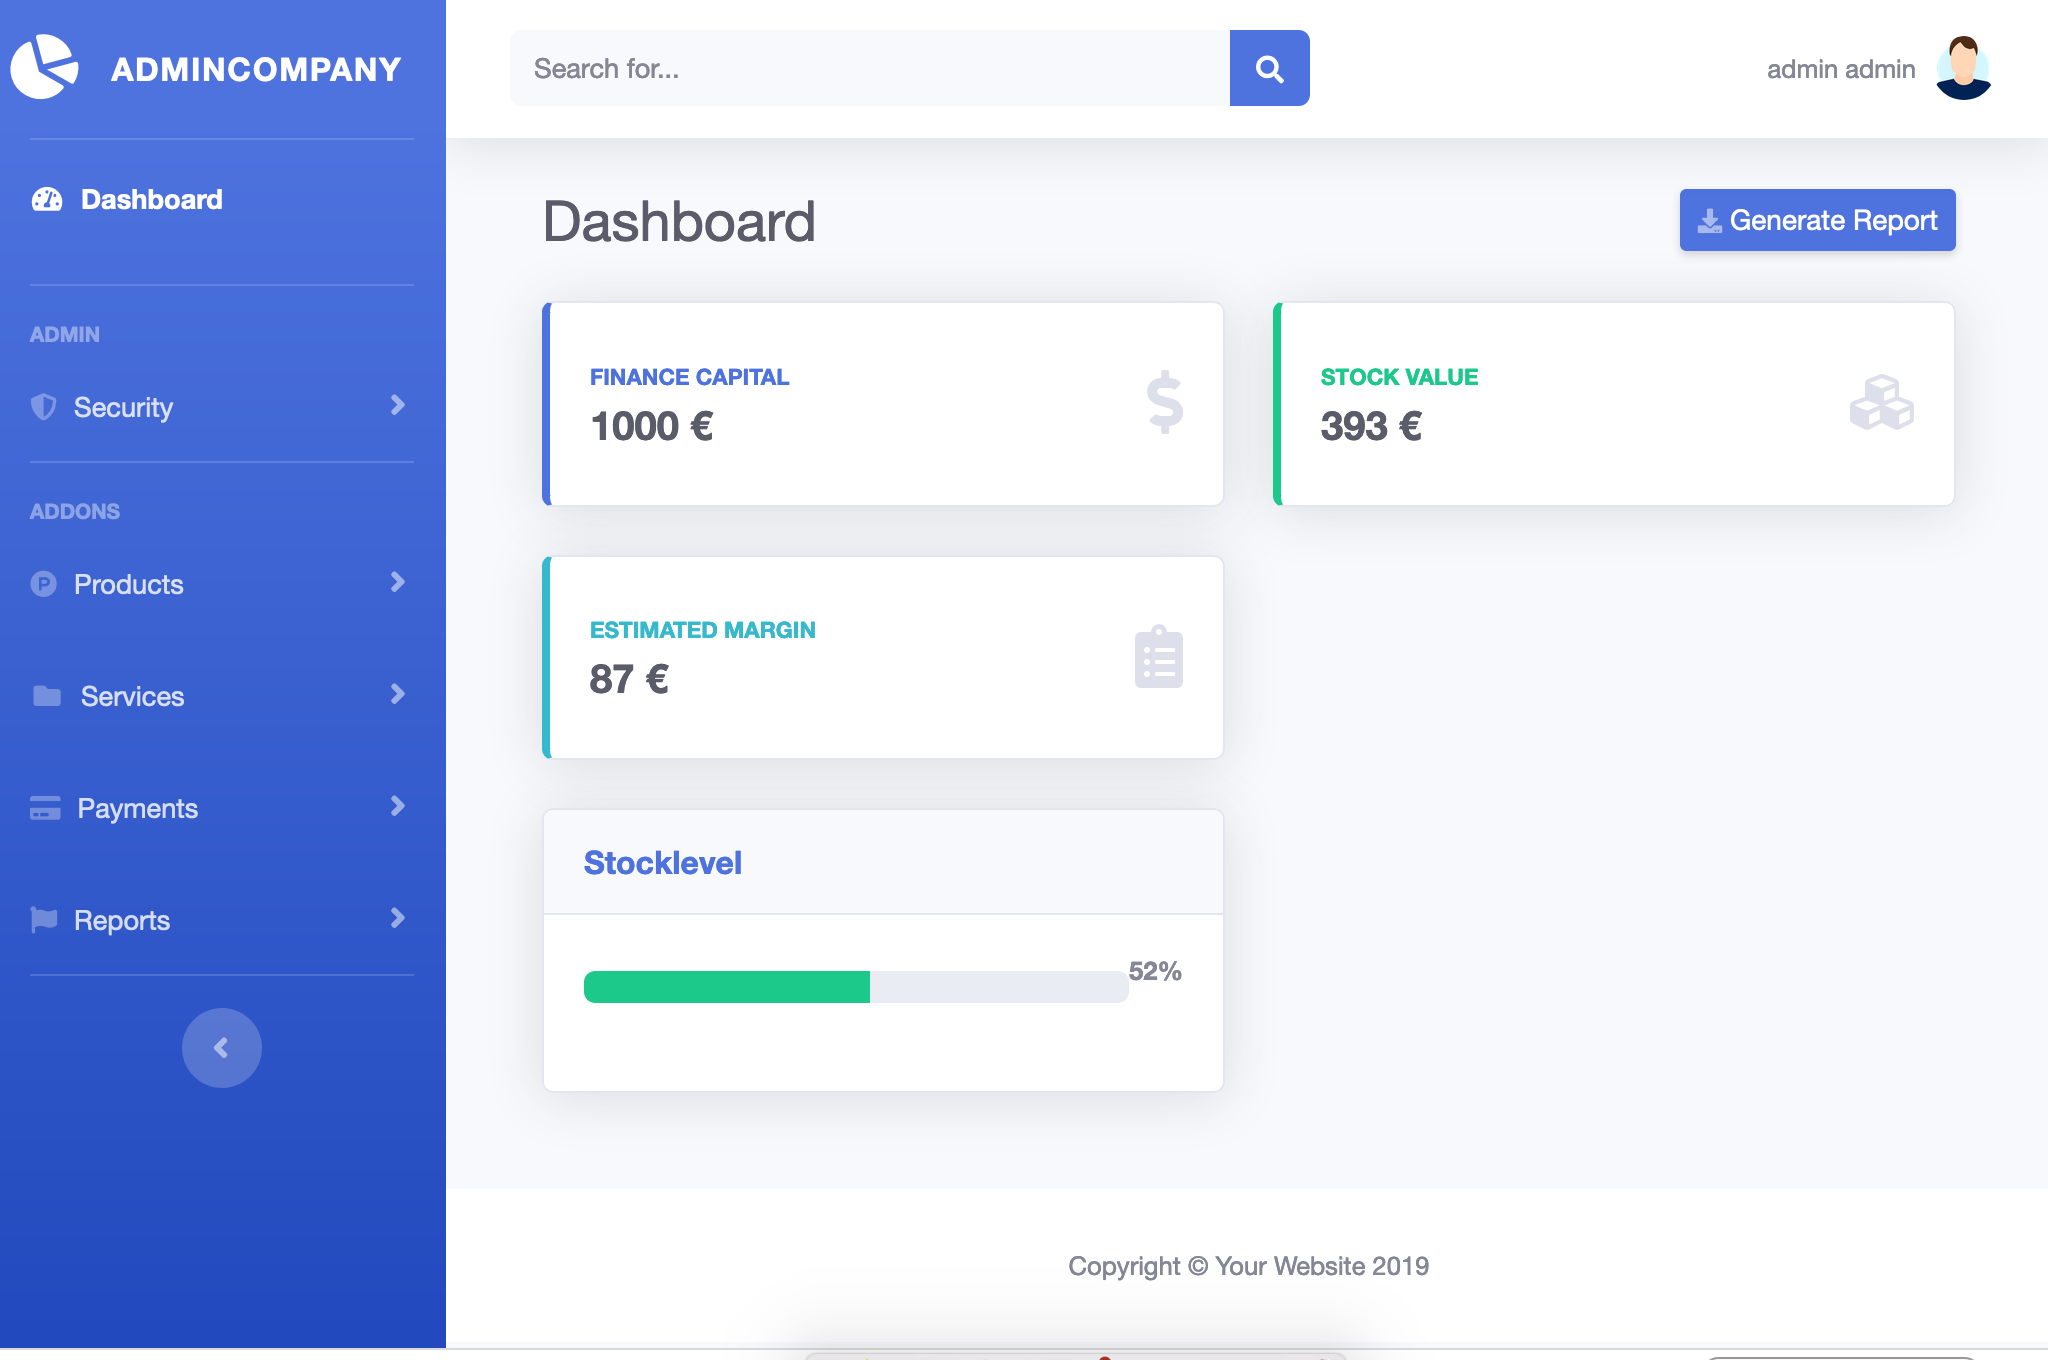 ADMINCOMPANY
Search for...
admin admin
Dashboard
ADMIN
Security
ADDONS
Products
Services
Payments
Reports
Dashboard
Generate Report
FINANCE CAPITAL
1000 €
STOCK VALUE
393 €
ESTIMATED MARGIN
87 €
Stocklevel
52%
Copyright © Your Website 2019